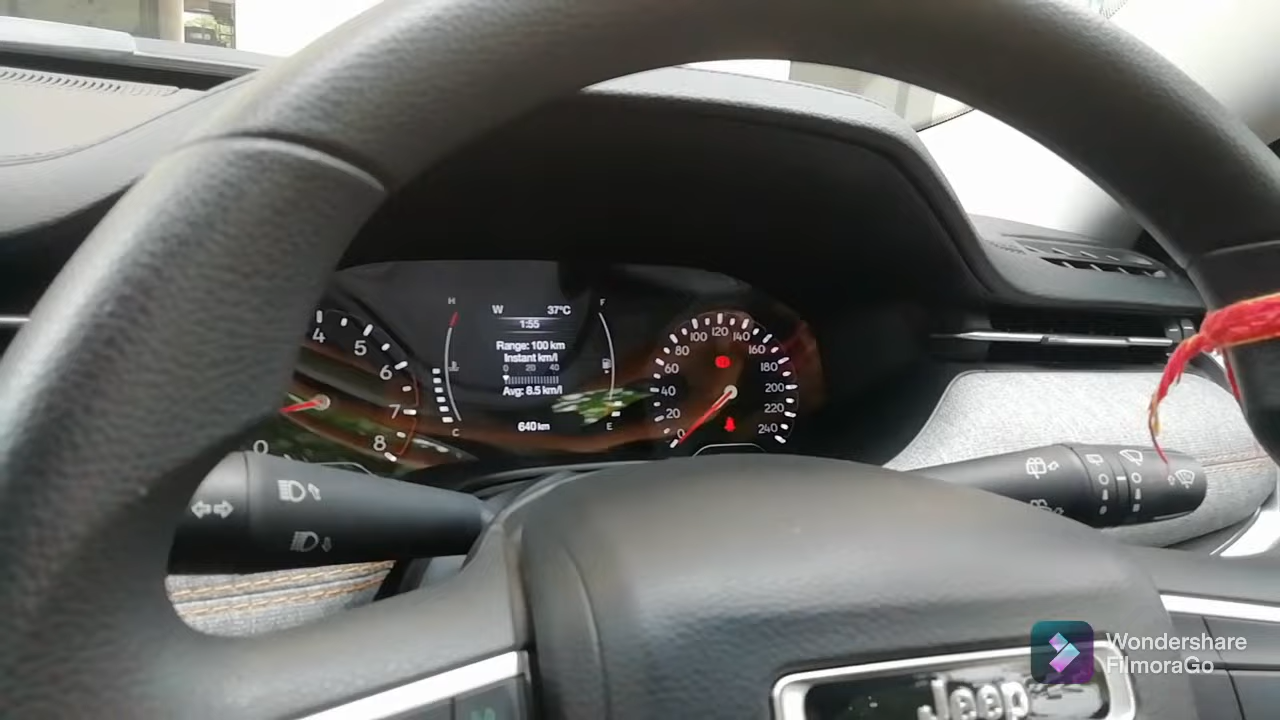 H
W 37°C
F
1:55
Range: 100 km
Instant km/l
0 20 40
Avg: 8.5 km/l
C
640 km
E
0
4
5
6
7
8
0
20
40
60
80
100
120
140
160
180
200
220
240
Jeep
Wondershare
FilmoraGo